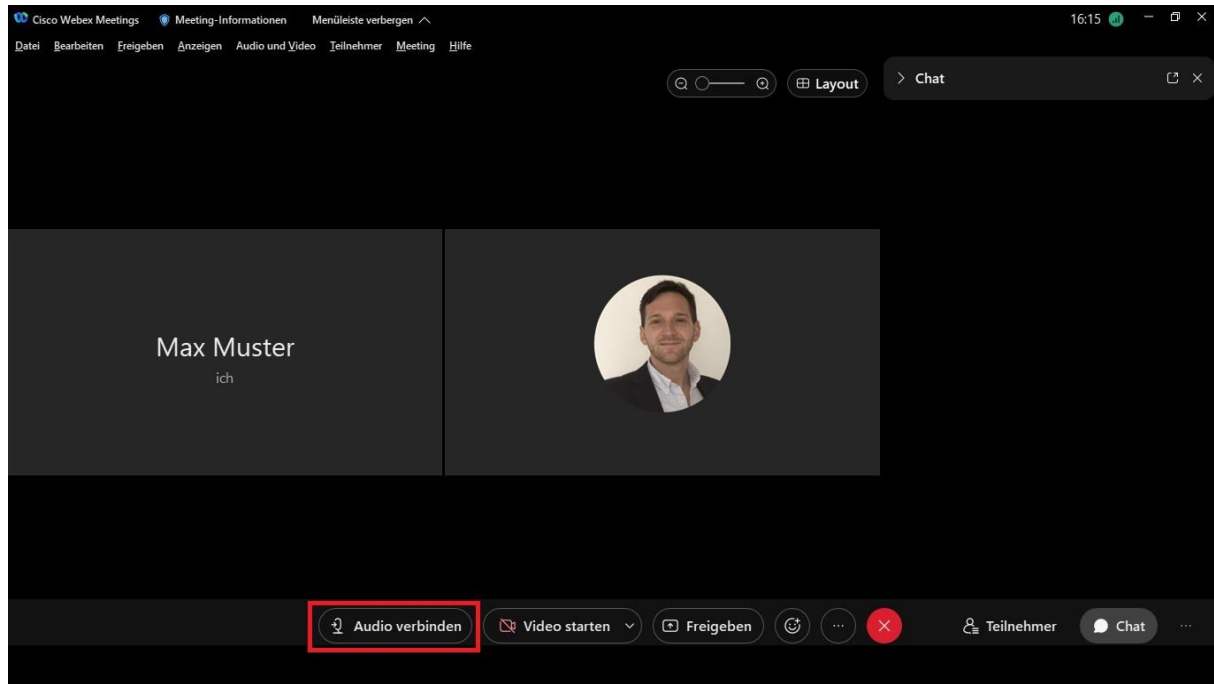 Cisco Webex Meetings Meeting-Informationen Menüleiste verbergen 16:15
Datei Bearbeiten Freigeben Anzeigen Audio und Video Teilnehmer Meeting Hilfe
Layout
Chat
Max Muster
ich
Audio verbinden Video starten Freigeben Teilnehmer Chat